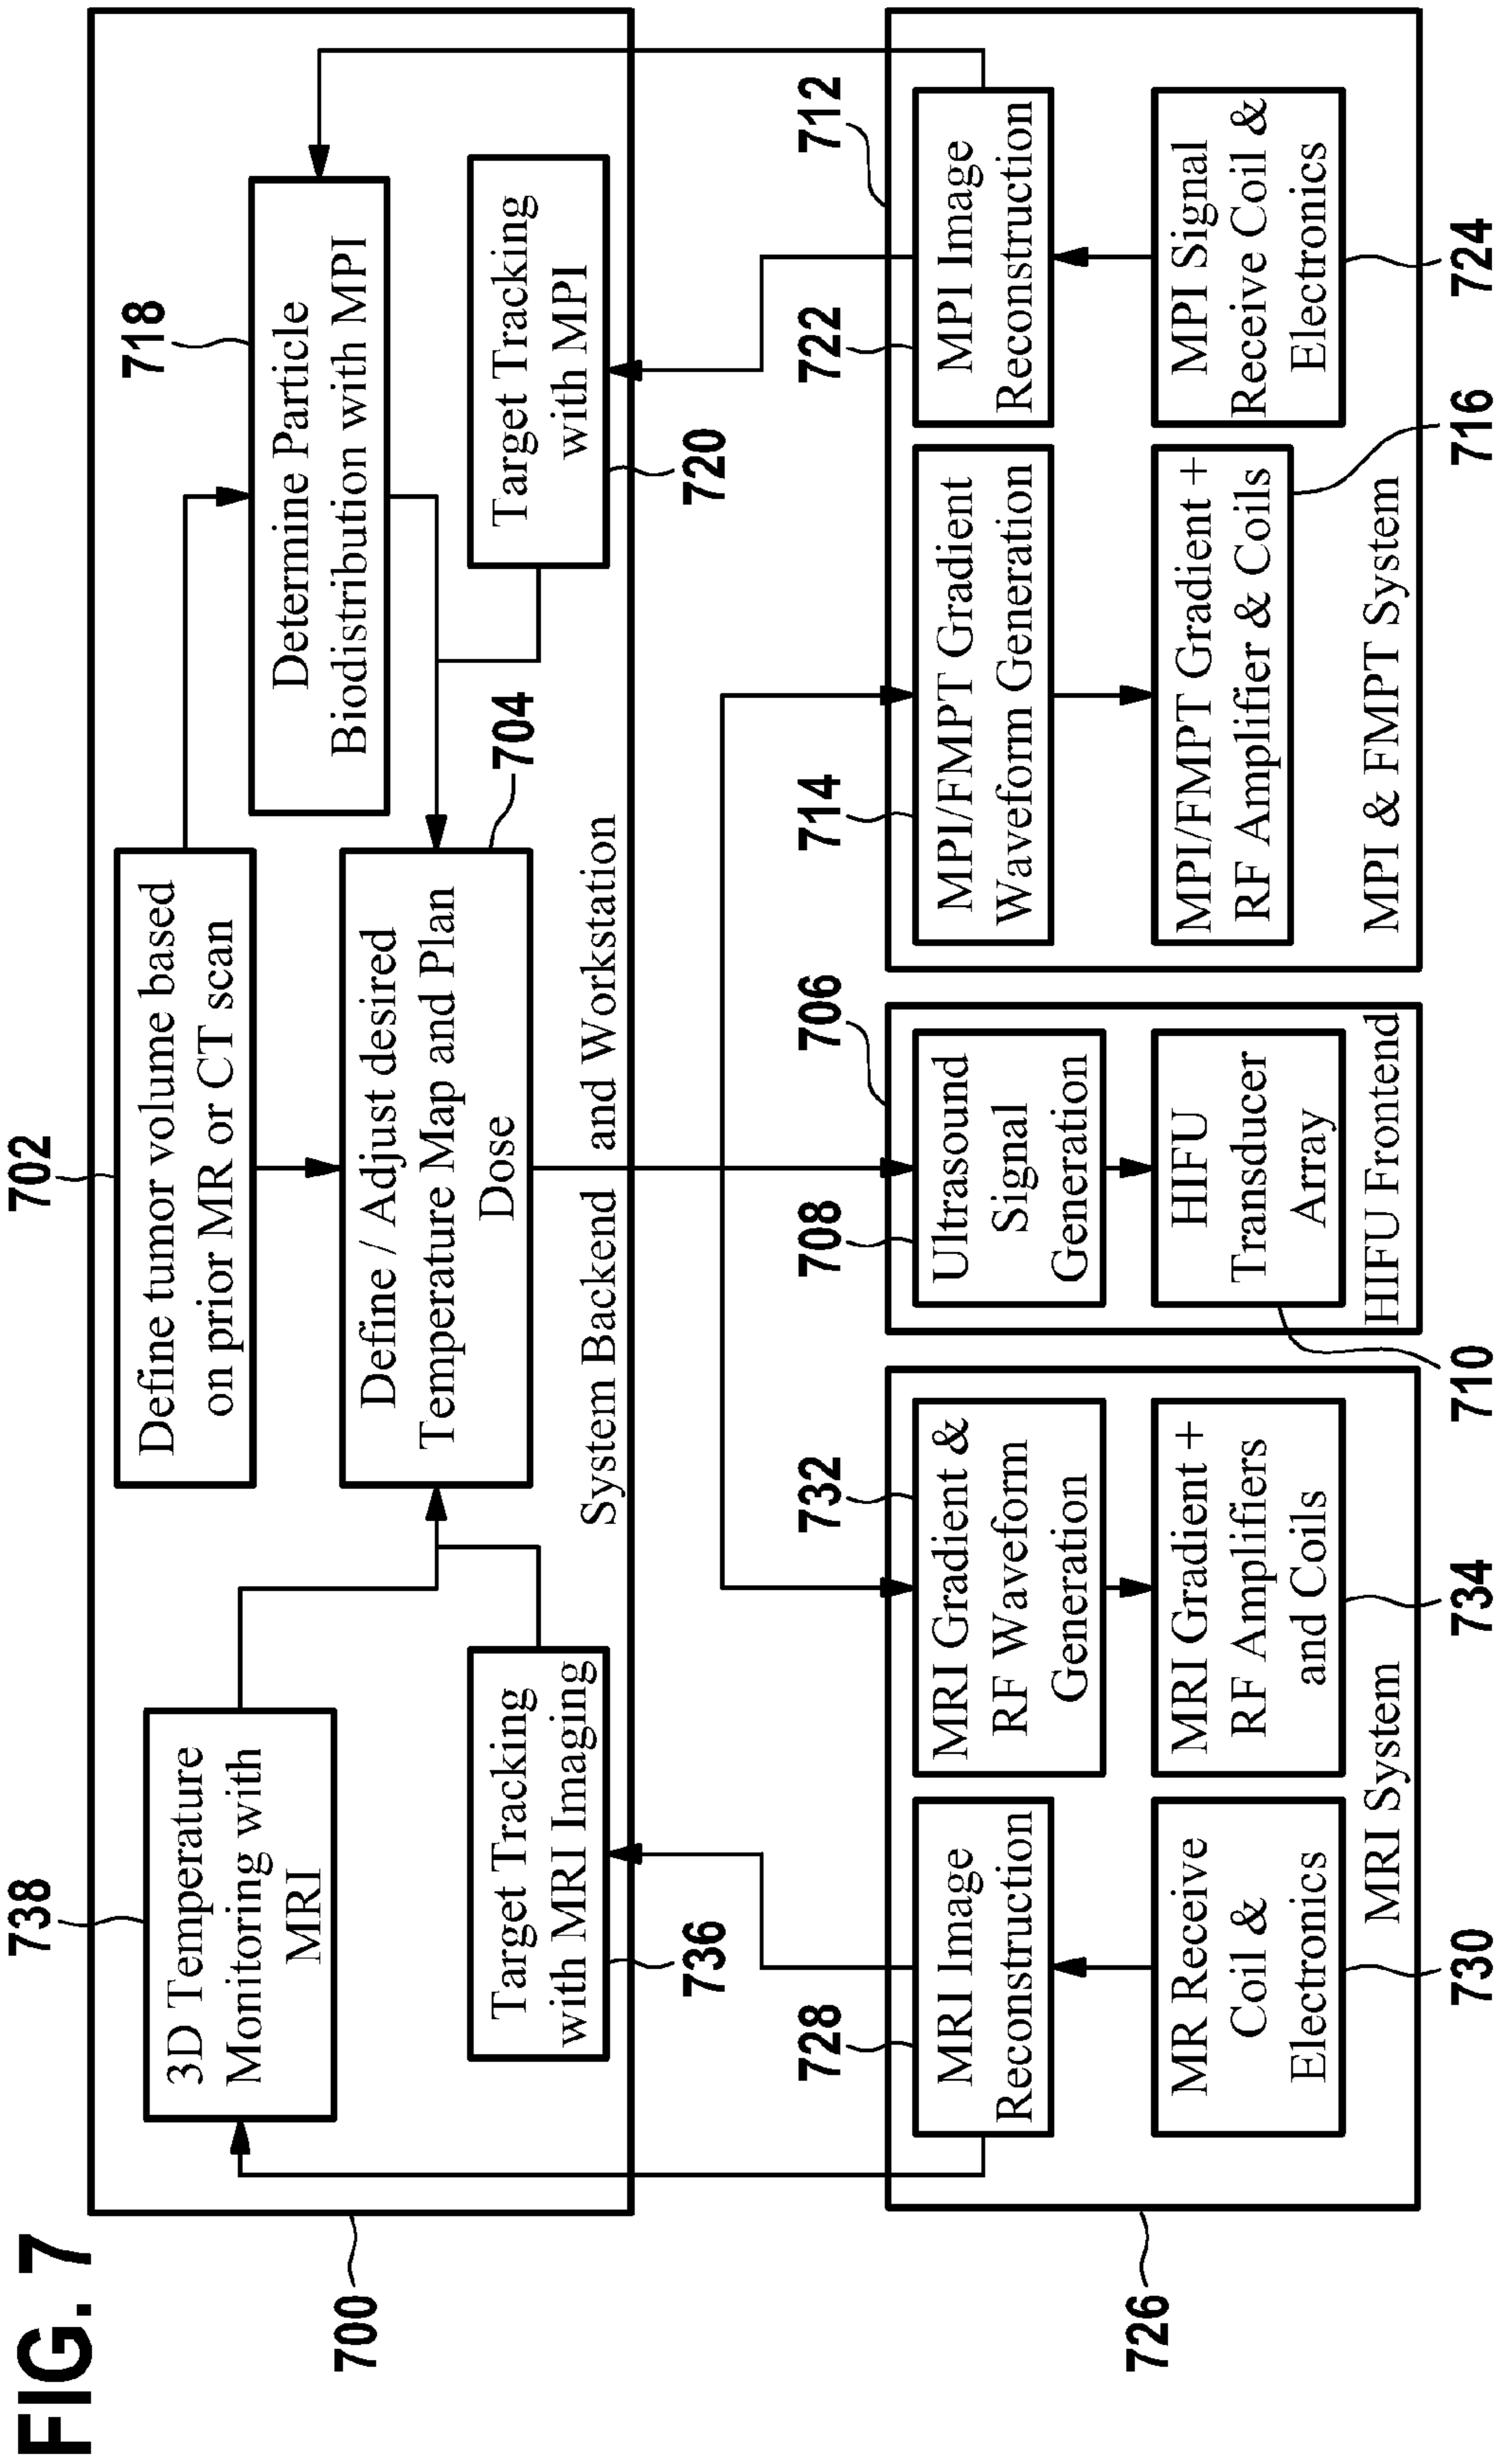 FIG. 7
700
738
3D Temperature
Monitoring with
MRI
702
Define tumor volume based
on prior MR or CT scan
718
Determine Particle
Biodistribution with MPI
736
Target Tracking
with MRI Imaging
Define / Adjust desired
Temperature Map and Plan
Dose
704
720
Target Tracking
with MPI
System Backend and Workstation
726
728
MRI Image
Reconstruction
732
MRI Gradient &
RF Waveform
Generation
730
MR Receive
Coil &
Electronics
734
MRI Gradient +
RF Amplifiers
and Coils
MRI System
708
706
Ultrasound
Signal
Generation
710
HIFU
Transducer
Array
HIFU Frontend
714
MPI/FMPT Gradient
Waveform Generation
722
712
MPI Image
Reconstruction
MPI/FMPT Gradient +
RF Amplifier & Coils
716
MPI Signal
Receive Coil &
Electronics
724
MPI & FMPT System